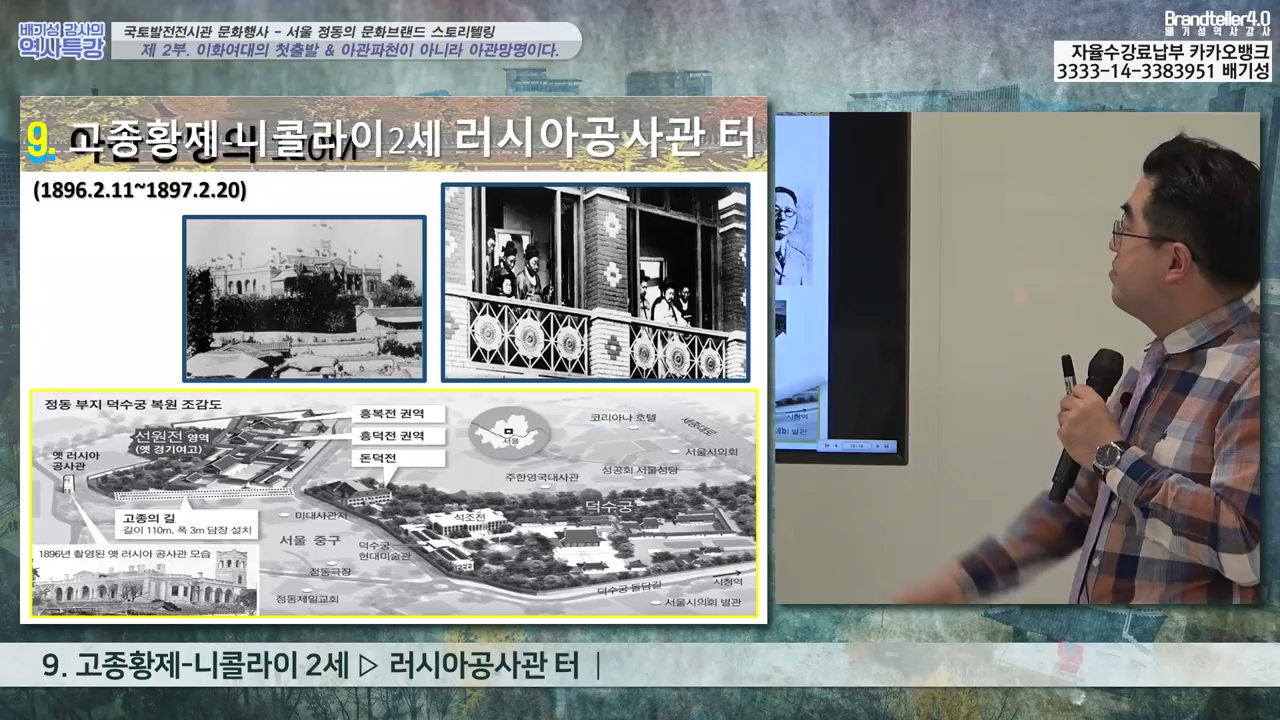 배기성 강사의
역사특강
국토발전전시관 문화행사 - 서울 정동의 문화브랜드 스토리텔링
제 2부. 이화여대의 첫출발 & 아관파천이 아니라 아관망명이다.
Brandteller4.0
배기성역사강사
자율수강료납부 카카오뱅크
3333-14-3383951 배기성
9. 고종황제-니콜라이2세 러시아공사관 터
(1896.2.11~1897.2.20)
정동 부지 덕수궁 복원 조감도
흥복전 권역
흥덕전 권역
돈덕전
선원전 영역
(옛 경기여고)
옛 러시아
공사관
서울
코리아나 호텔
세종대로
서울시의회
성공회 서울성당
주한영국대사관
덕수궁
석조전
고종의 길
길이 110m, 폭 3m 담장 설치
미대사관저
서울 중구
덕수궁
현대미술관
1896년 촬영된 옛 러시아 공사관 모습
정동극장
정동제일교회
덕수궁 돌담길
시청역
서울시의회 별관
시청역
의회 별관
9. 고종황제-니콜라이 2세 ▷ 러시아공사관 터 |